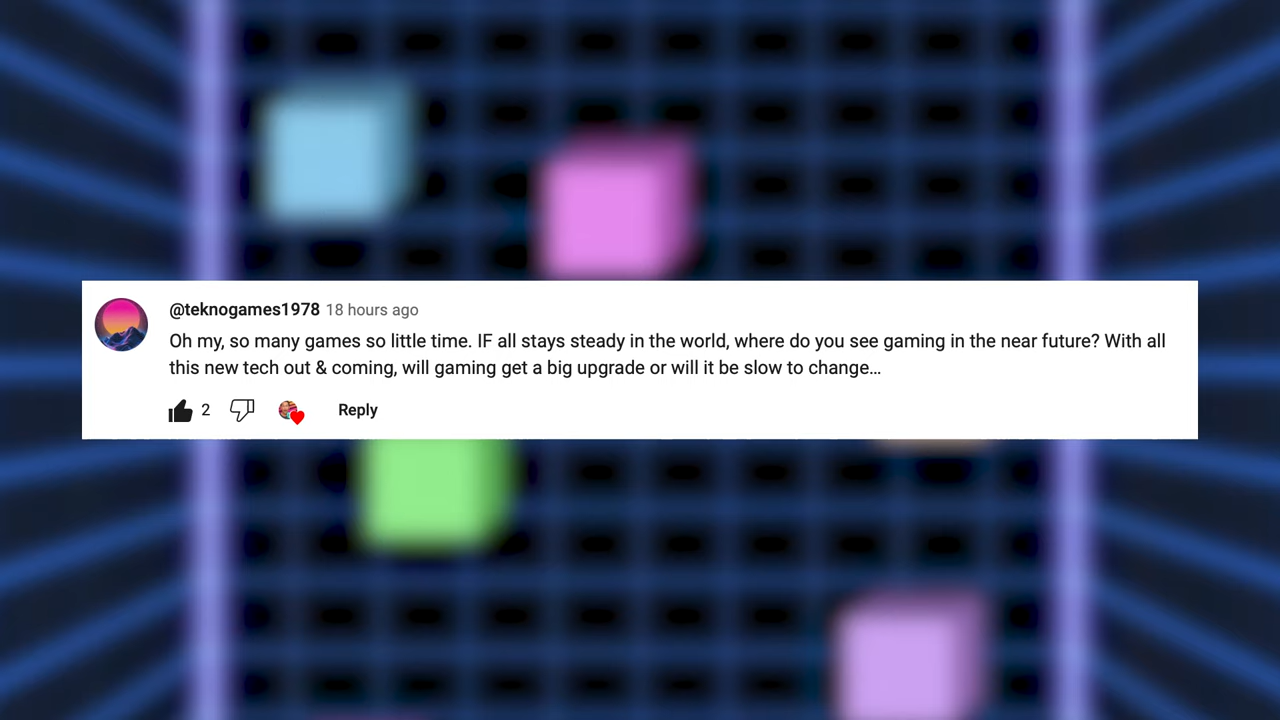 @teknogames1978 18 hours ago
Oh my, so many games so little time. IF all stays steady in the world, where do you see gaming in the near future? With all
this new tech out & coming, will gaming get a big upgrade or will it be slow to change...
2 Reply